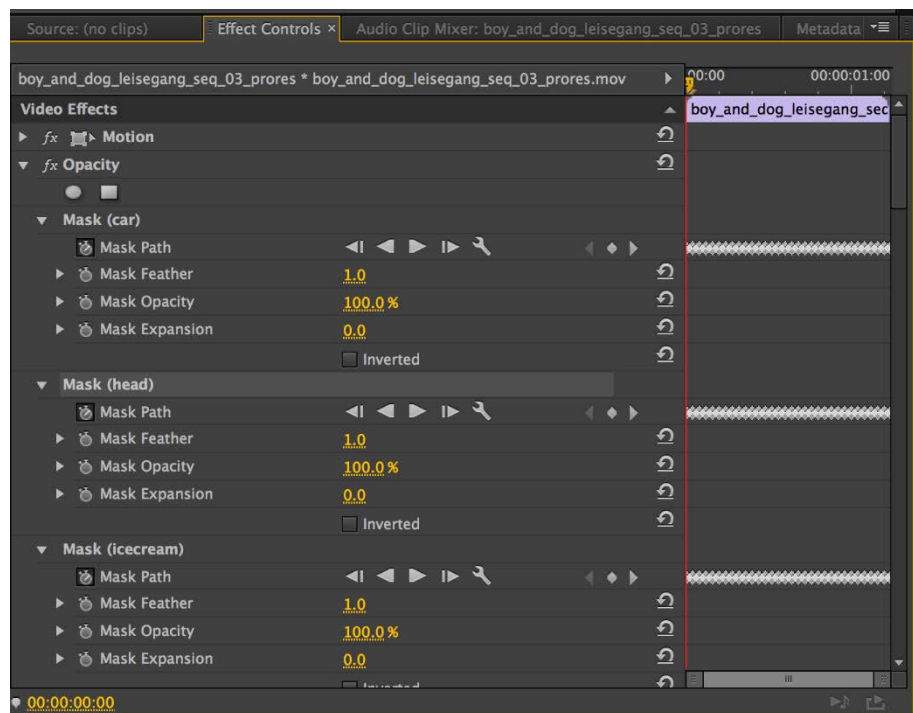 Source: (no clips) Effect Controls × Audio Clip Mixer: boy_and_dog_leisegang_seq_03_prores Metadata
boy_and_dog_leisegang_seq_03_prores * boy_and_dog_leisegang_seq_03_prores.mov 00:00 00:00:01:00
Video Effects boy_and_dog_leisegang_sec
fx Motion
fx Opacity
Mask (car)
Mask Path
Mask Feather 1.0
Mask Opacity 100.0 %
Mask Expansion 0.0
Inverted
Mask (head)
Mask Path
Mask Feather 1.0
Mask Opacity 100.0 %
Mask Expansion 0.0
Inverted
Mask (icecream)
Mask Path
Mask Feather 1.0
Mask Opacity 100.0 %
Mask Expansion 0.0
00:00:00:00